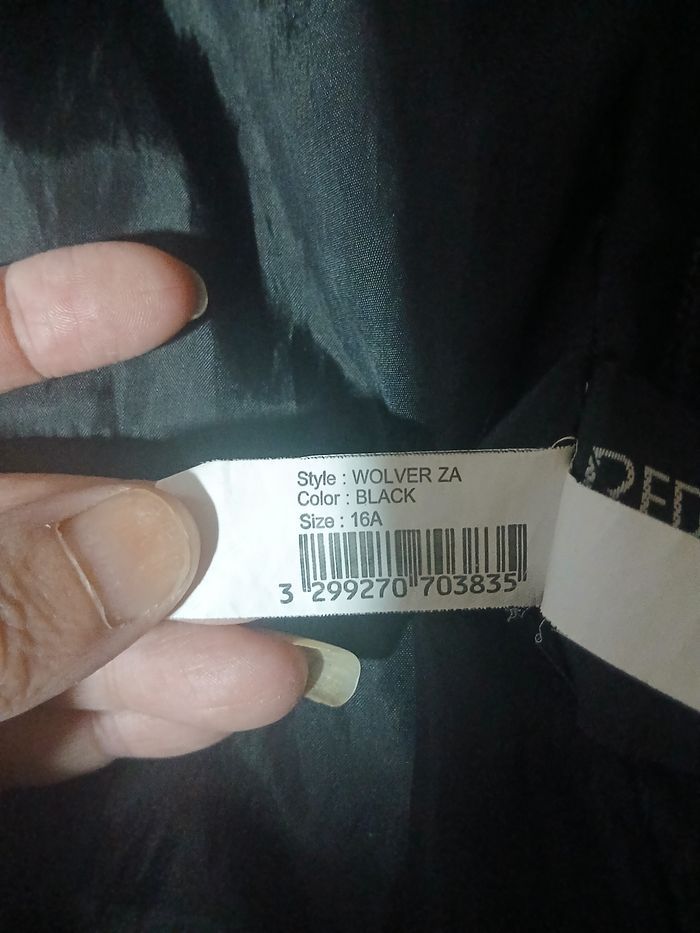 Style : WOLVER ZA
Color : BLACK
Size : 16A
3 299270 703835